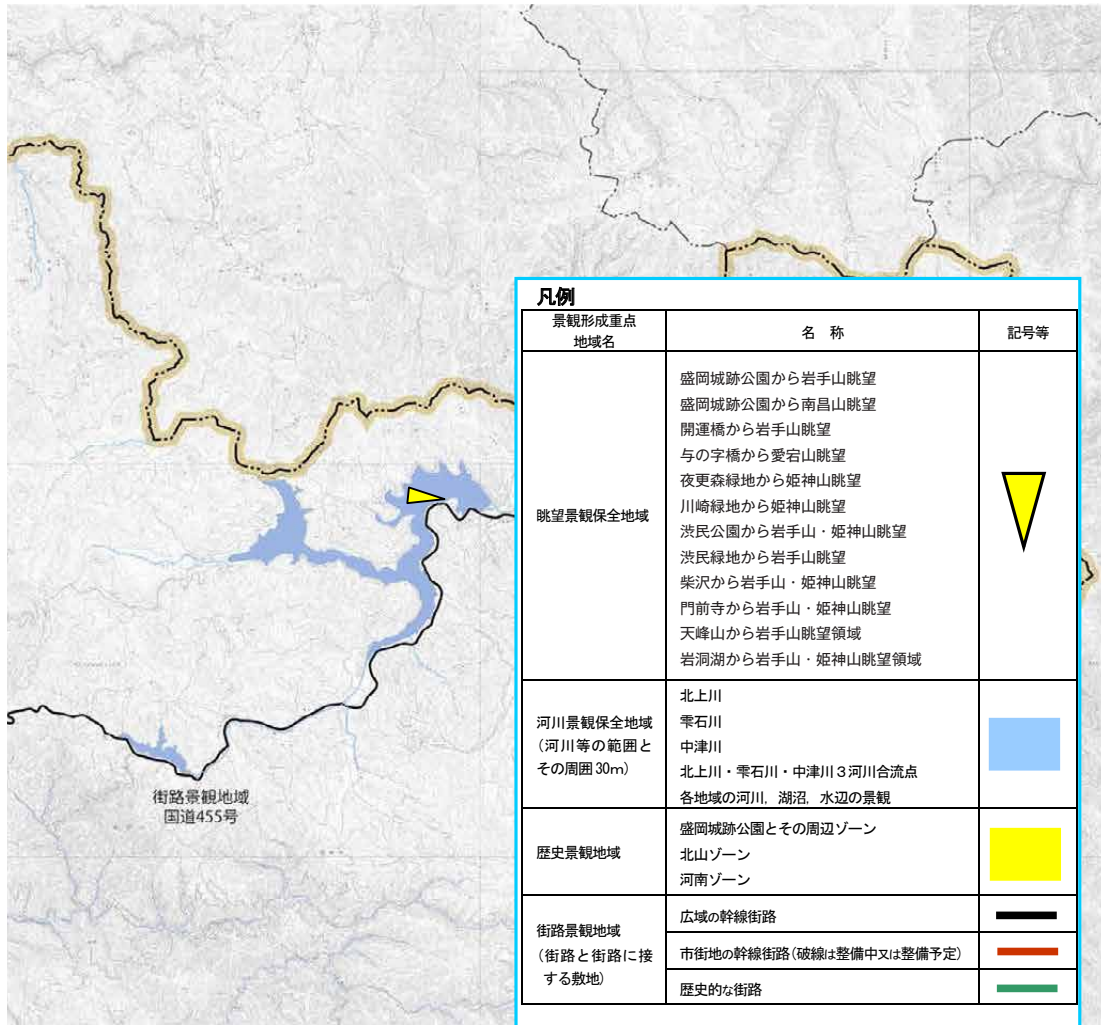 街路景観地域
国道455号
凡例
景観形成重点
地域名
名 称
記号等
眺望景観保全地域
盛岡城跡公園から岩手山眺望
盛岡城跡公園から南昌山眺望
開運橋から岩手山眺望
与の字橋から愛宕山眺望
夜更森緑地から姫神山眺望
川崎緑地から姫神山眺望
渋民公園から岩手山・姫神山眺望
渋民緑地から岩手山眺望
柴沢から岩手山・姫神山眺望
門前寺から岩手山・姫神山眺望
天峰山から岩手山眺望領域
岩洞湖から岩手山・姫神山眺望領域
河川景観保全地域
(河川等の範囲と
その周囲30m)
北上川
雫石川
中津川
北上川・雫石川・中津川3河川合流点
各地域の河川，湖沼，水辺の景観
歴史景観地域
盛岡城跡公園とその周辺ゾーン
北山ゾーン
河南ゾーン
街路景観地域
(街路と街路に接
する敷地)
広域の幹線街路
市街地の幹線街路(破線は整備中又は整備予定)
歴史的な街路